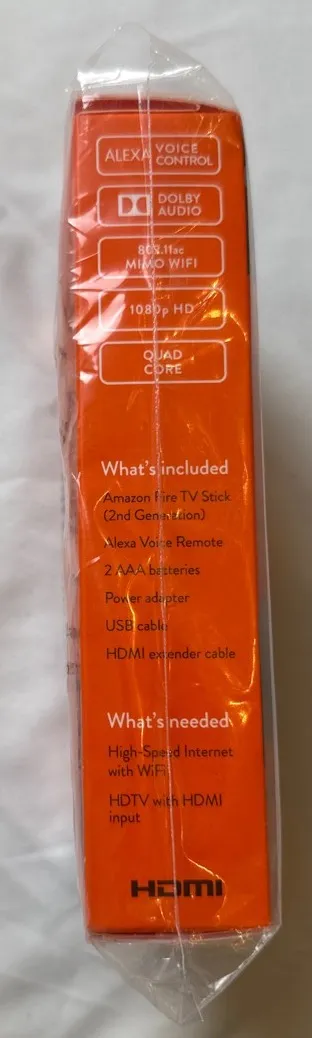 ALEXA VOICE
CONTROL
DOLBY
AUDIO
802.11ac
MIMO WIFI
1080p HD
QUAD
CORE
What's included
Amazon Fire TV Stick
(2nd Generation)
Alexa Voice Remote
2 AAA batteries
Power adapter
USB cable
HDMI extender cable
What's needed
High-Speed Internet
with WiFi
HDTV with HDMI
input
HDMI